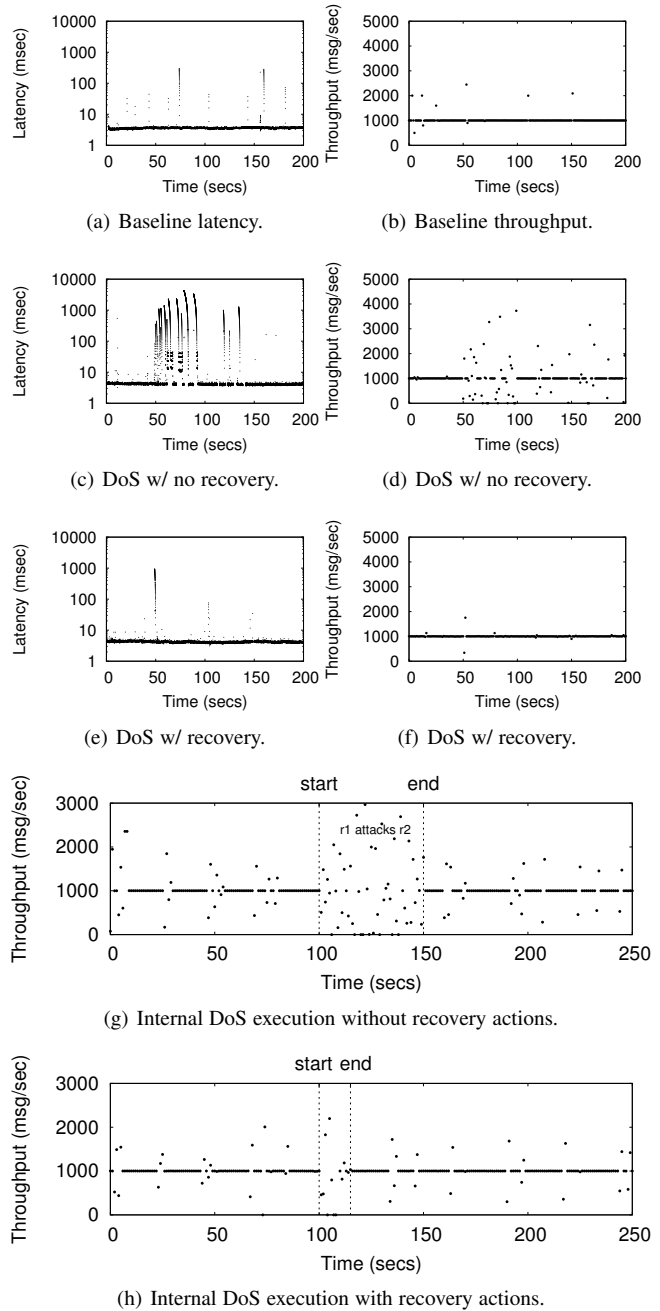 Latency (msec)
10000
1000
100
10
1
0 50 100 150 200
Time (secs)
(a) Baseline latency.
Throughput (msg/sec)
5000
4000
3000
2000
1000
0
0 50 100 150 200
Time (secs)
(b) Baseline throughput.
Latency (msec)
10000
1000
100
10
1
0 50 100 150 200
Time (secs)
(c) DoS w/ no recovery.
Throughput (msg/sec)
5000
4000
3000
2000
1000
0
0 50 100 150 200
Time (secs)
(d) DoS w/ no recovery.
Latency (msec)
10000
1000
100
10
1
0 50 100 150 200
Time (secs)
(e) DoS w/ recovery.
Throughput (msg/sec)
5000
4000
3000
2000
1000
0
0 50 100 150 200
Time (secs)
(f) DoS w/ recovery.
start end
Throughput (msg/sec)
3000
2000
1000
0
r1 attacks r2
0 50 100 150 200 250
Time (secs)
(g) Internal DoS execution without recovery actions.
start end
Throughput (msg/sec)
3000
2000
1000
0
0 50 100 150 200 250
Time (secs)
(h) Internal DoS execution with recovery actions.